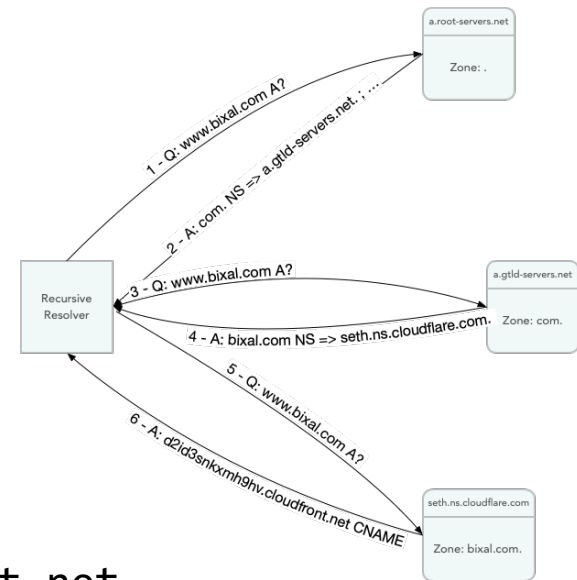 a.root-servers.net
Zone: .
1 - Q: www.bixal.com A?
2 - A: com. NS => a.gtld-servers.net. ; ...
3 - Q: www.bixal.com A?
a.gtld-servers.net
Recursive
Resolver
Zone: com.
4 - A: bixal.com NS => seth.ns.cloudflare.com.
5 - Q: www.bixal.com A?
6 - A: d2id3snkxmh9hv.cloudfront.net CNAME
seth.ns.cloudflare.com
Zone: bixal.com.